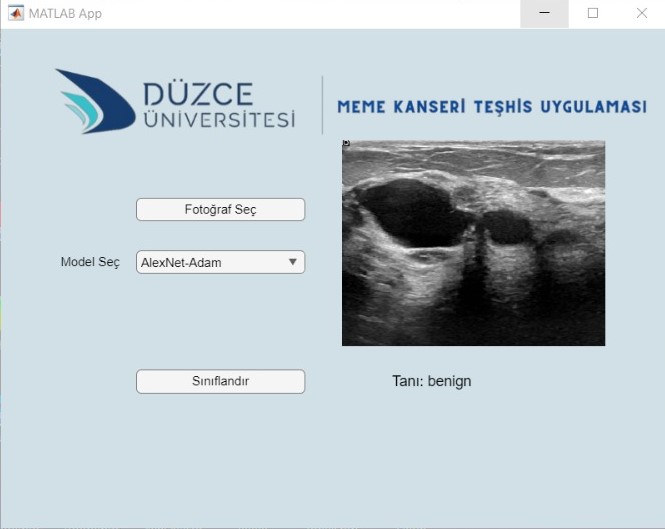 MATLAB App
DÜZCE
ÜNİVERSİTESİ
MEME KANSERİ TEŞHİS UYGULAMASI
Fotoğraf Seç
Model Seç
AlexNet-Adam
Sınıflandır
Tanı: benign